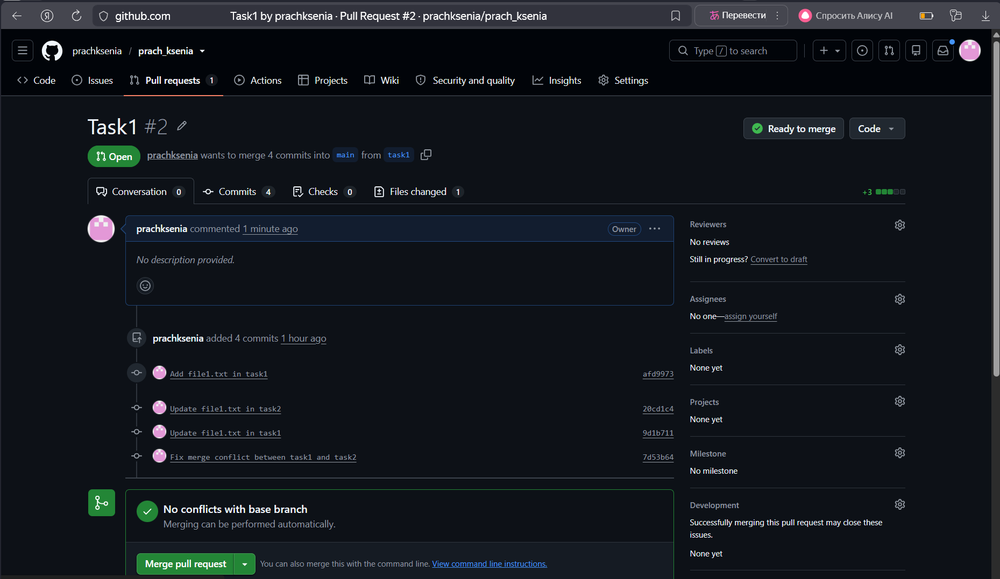 github.com Task1 by prachksenia · Pull Request #2 · prachksenia/prach_ksenia Перевести Спросить Алису AI
prachksenia / prach_ksenia Type / to search
Code Issues Pull requests 1 Actions Projects Wiki Security and quality Insights Settings
Task1 #2
Ready to merge Code
Open prachksenia wants to merge 4 commits into main from task1
Conversation 0 Commits 4 Checks 0 Files changed 1 +3
prachksenia commented 1 minute ago Owner
No description provided.
prachksenia added 4 commits 1 hour ago
Add file1.txt in task1 afd9973
Update file1.txt in task2 20cd1c4
Update file1.txt in task1 9d1b711
Fix merge conflict between task1 and task2 7d53b64
No conflicts with base branch
Merging can be performed automatically.
Merge pull request You can also merge this with the command line. View command line instructions.
Reviewers
No reviews
Still in progress? Convert to draft
Assignees
No one—assign yourself
Labels
None yet
Projects
None yet
Milestone
No milestone
Development
Successfully merging this pull request may close these
issues.
None yet